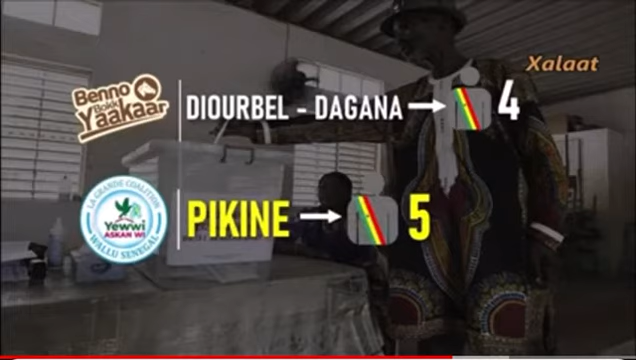 Xalaat
Benno
Bokk
Yaakaar
DIOURBEL - DAGANA
4
LA GRANDE COALITION
Yewwi
ASKAN WI
WALLU SENEGAL
PIKINE
5